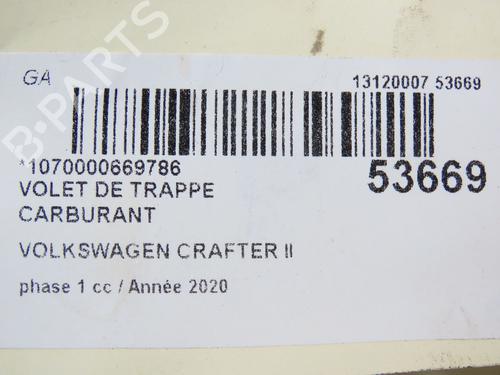 GA
13120007 53669
*1070000669786
53669
VOLET DE TRAPPE
CARBURANT
VOLKSWAGEN CRAFTER II
phase 1 cc / Année 2020
B-PARTS